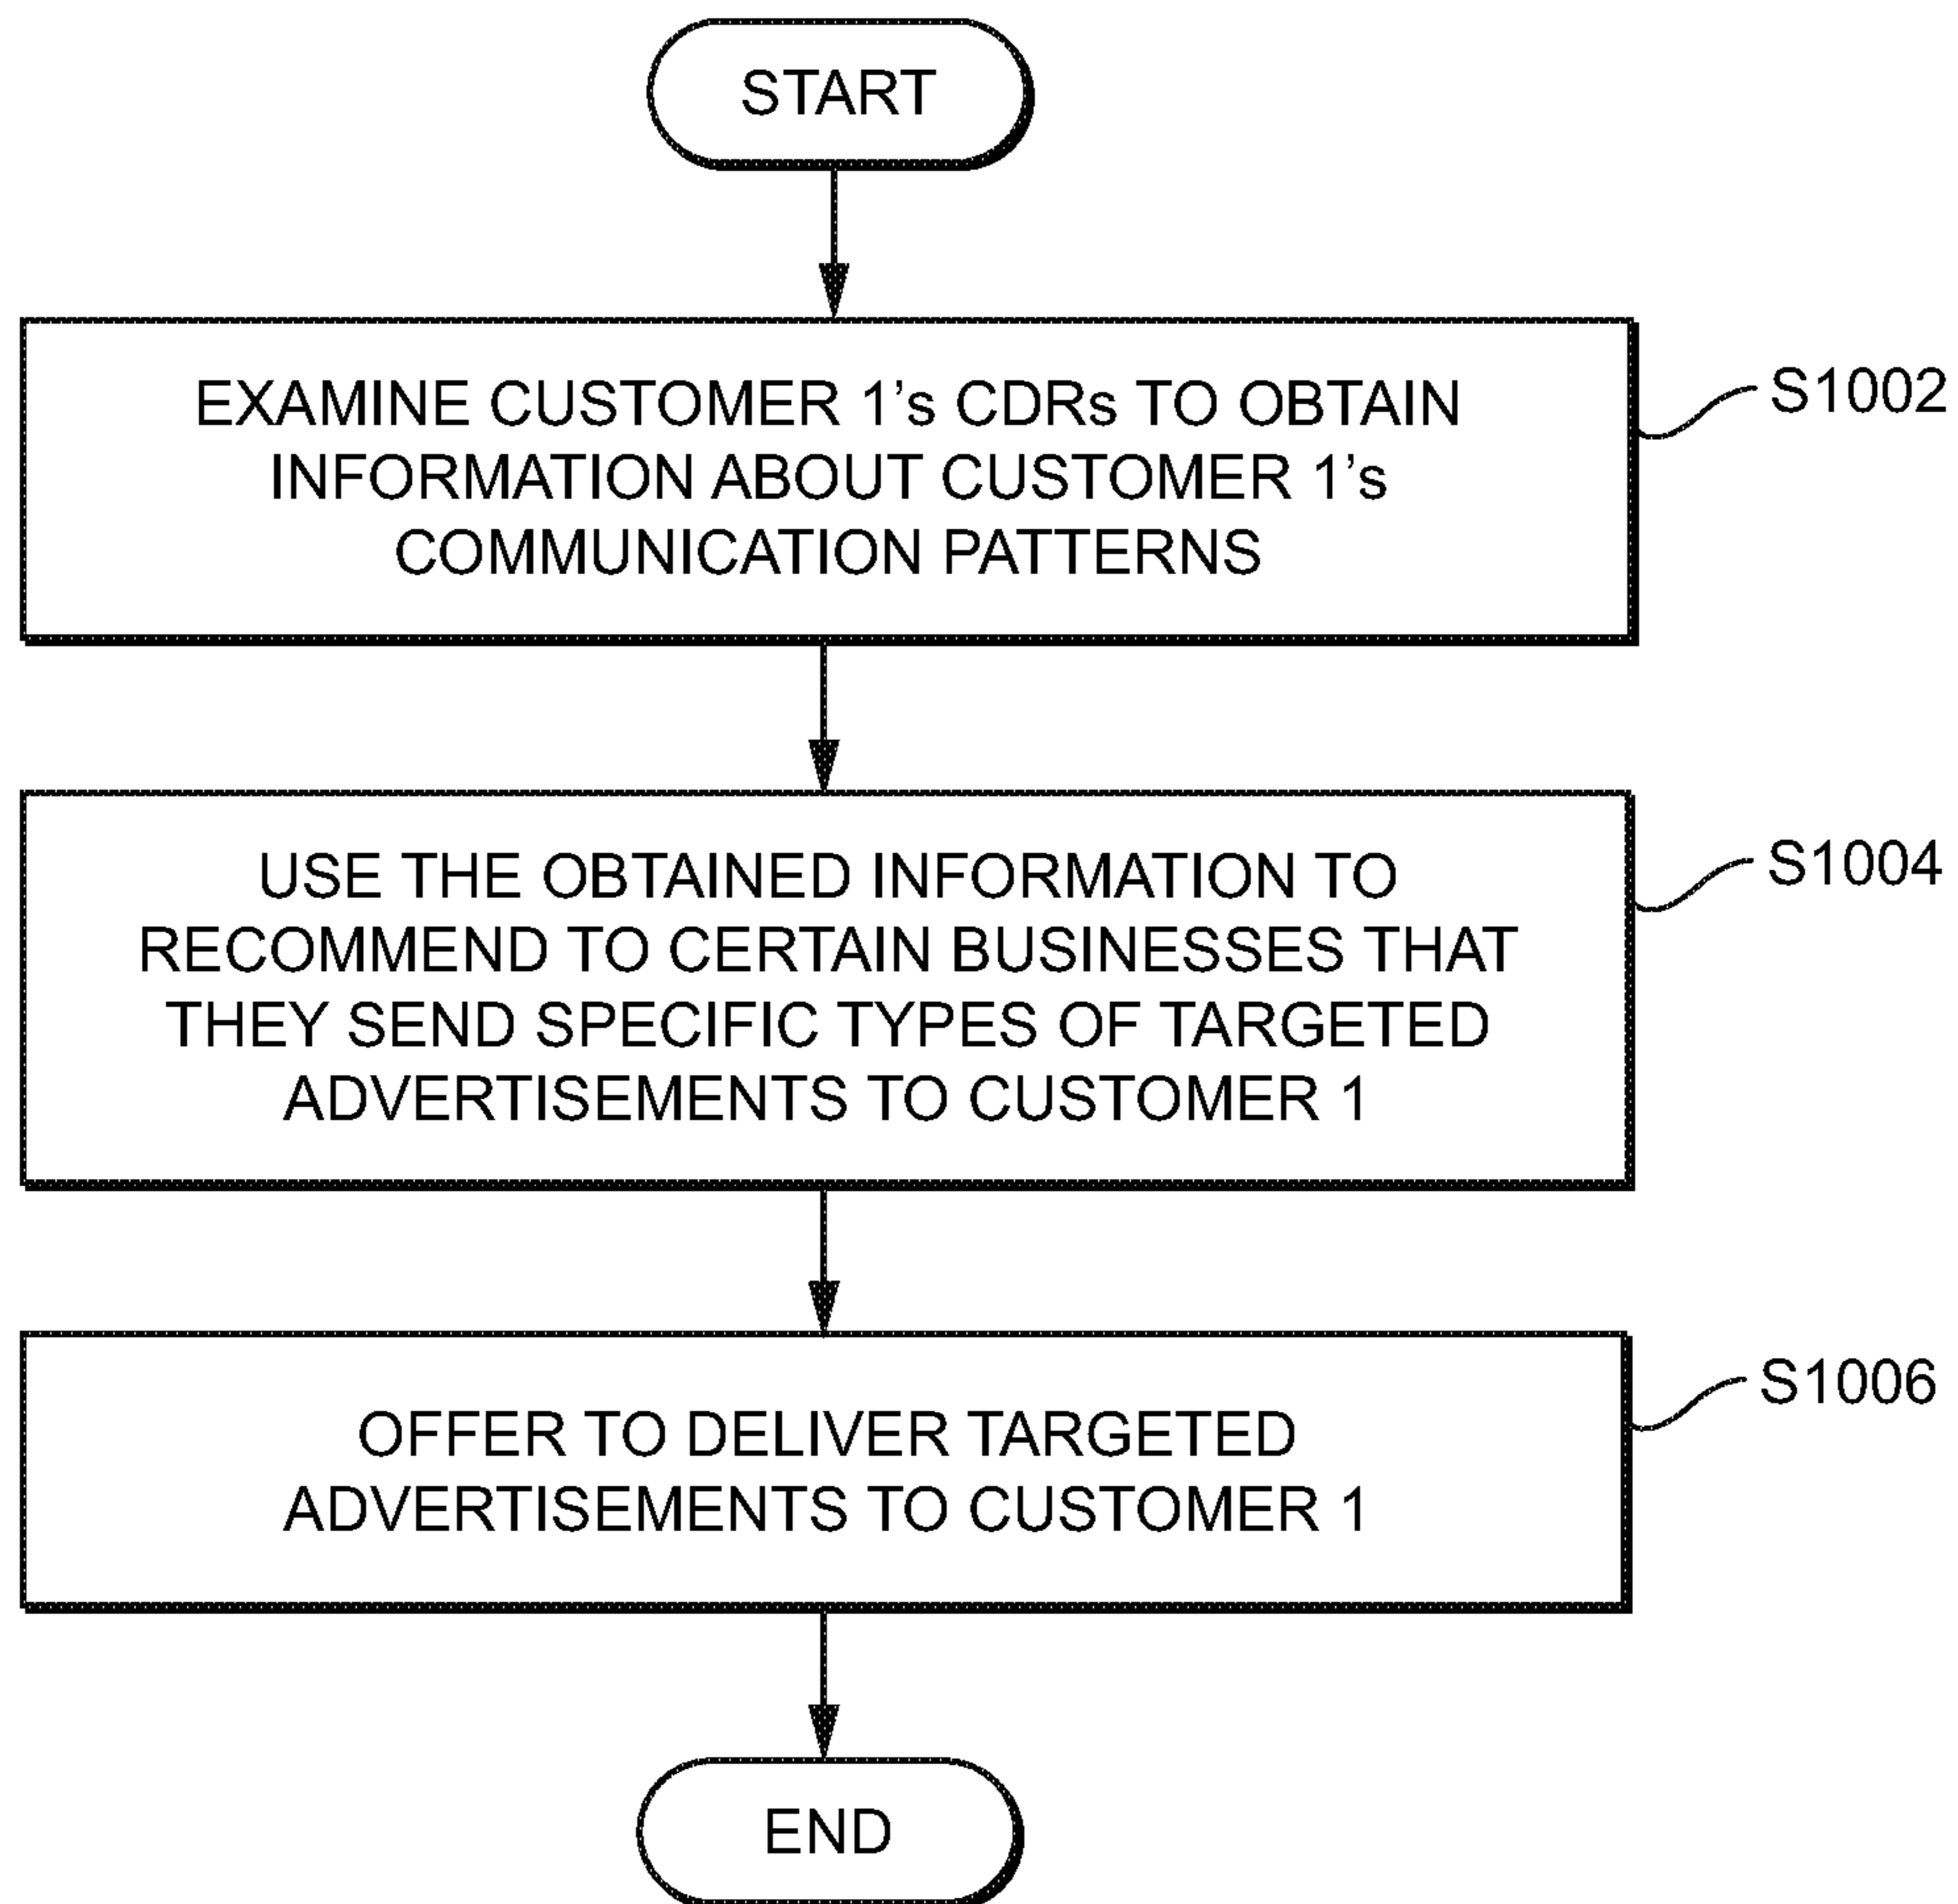 START
EXAMINE CUSTOMER 1’s CDRs TO OBTAIN
INFORMATION ABOUT CUSTOMER 1’s
COMMUNICATION PATTERNS
S1002
USE THE OBTAINED INFORMATION TO
RECOMMEND TO CERTAIN BUSINESSES THAT
THEY SEND SPECIFIC TYPES OF TARGETED
ADVERTISEMENTS TO CUSTOMER 1
S1004
OFFER TO DELIVER TARGETED
ADVERTISEMENTS TO CUSTOMER 1
S1006
END